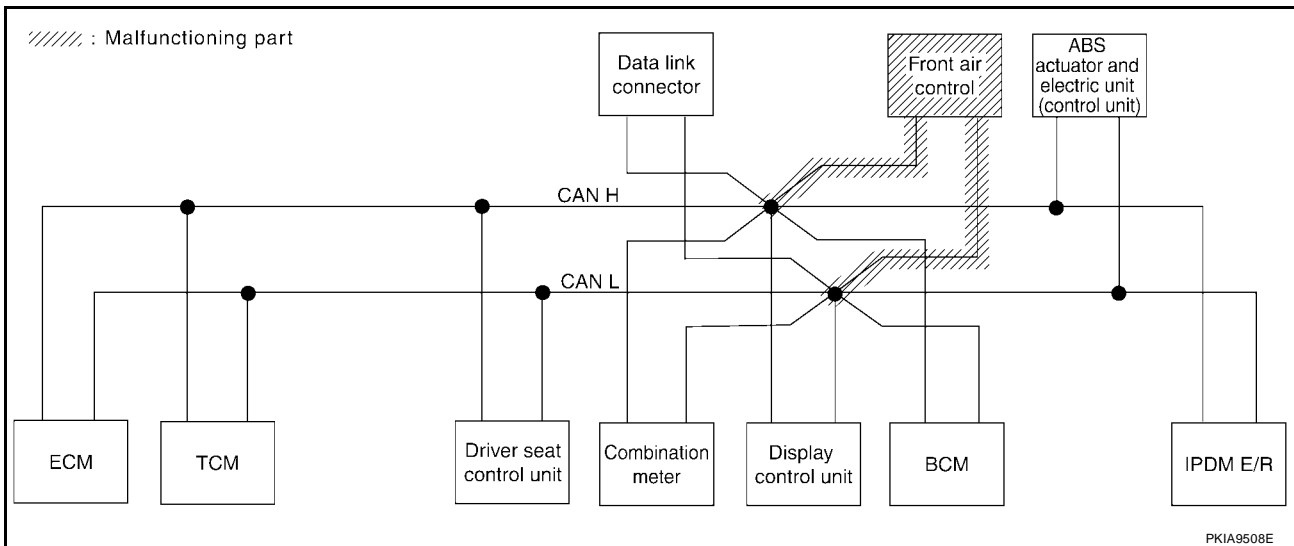 : Malfunctioning part
Data link
connector
Front air
control
ABS
actuator and
electric unit
(control unit)
CAN H
CAN L
ECM
TCM
Driver seat
control unit
Combination
meter
Display
control unit
BCM
IPDM E/R
PKIA9508E